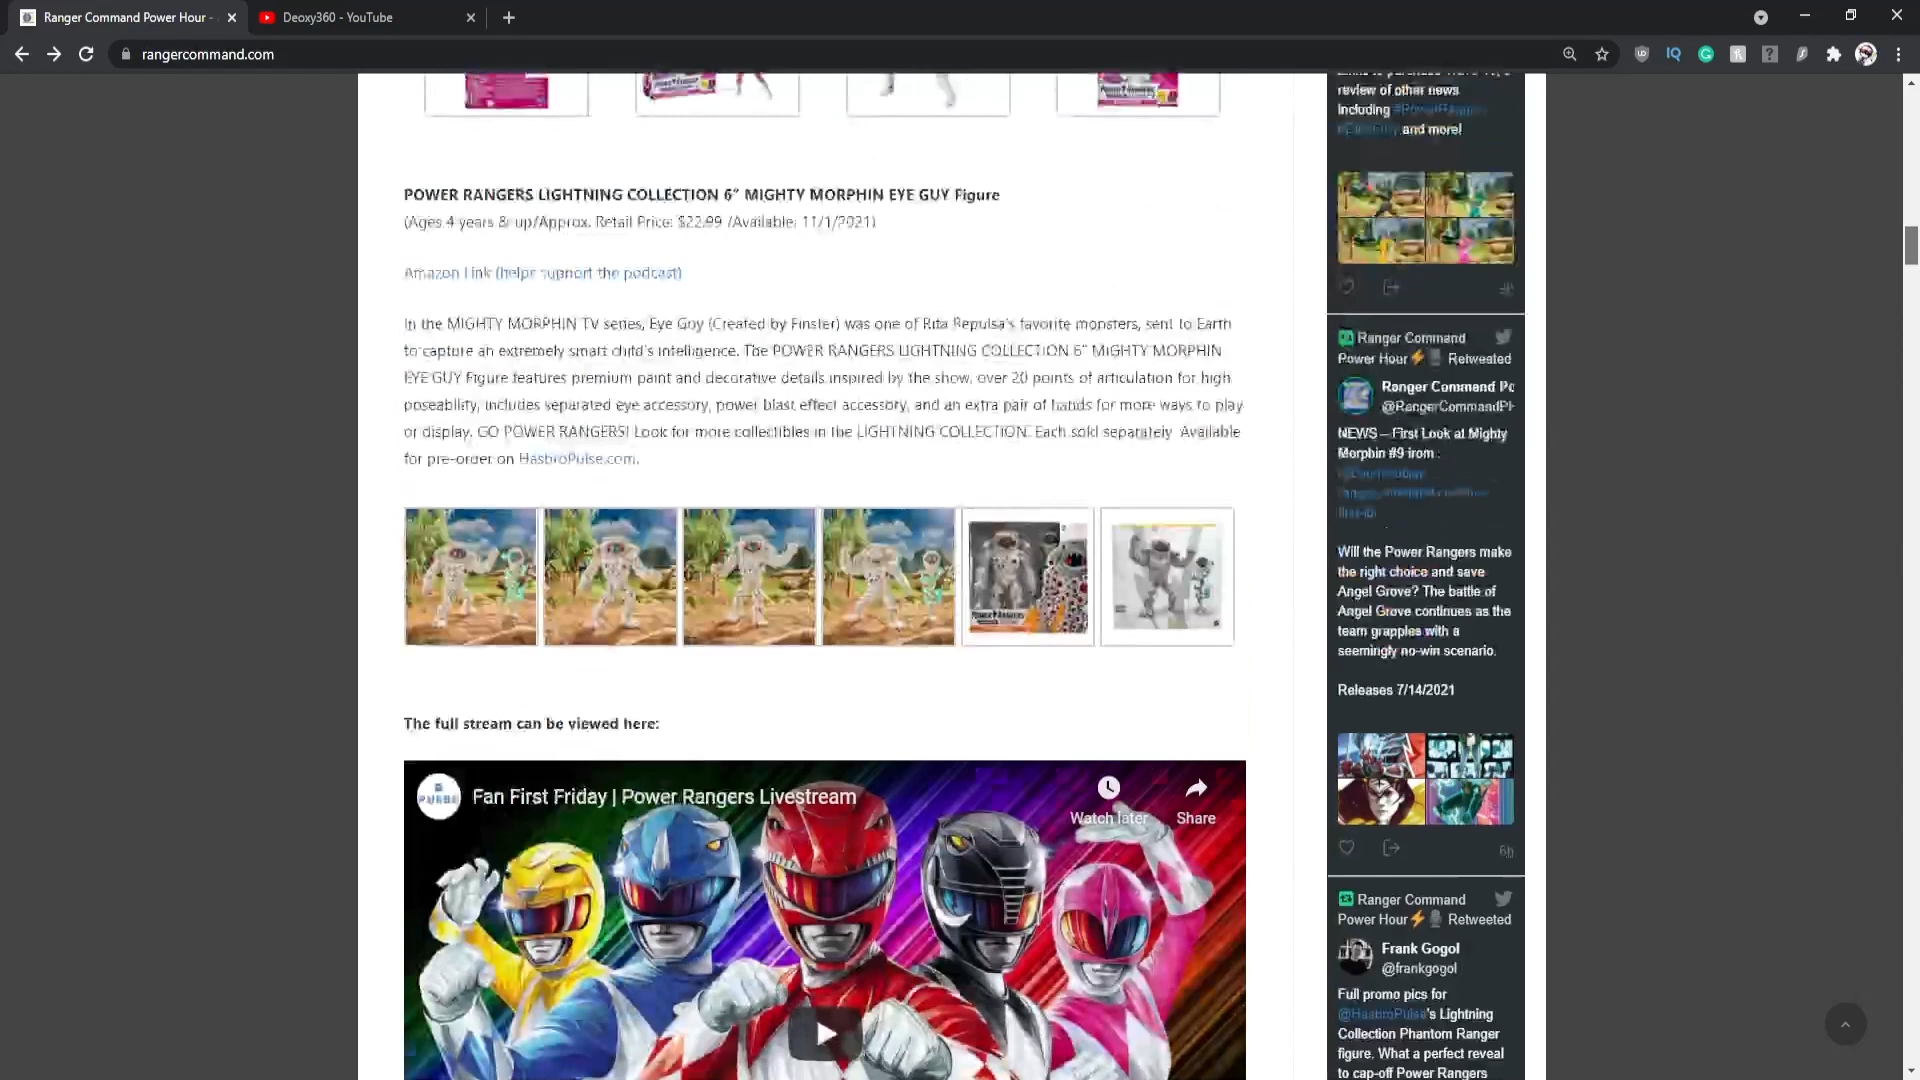 Ranger Command Power Hour -
Deoxy360 - YouTube
rangercommand.com
POWER RANGERS LIGHTNING COLLECTION 6" MIGHTY MORPHIN EYE GUY Figure
(Ages 4 years & up/Approx. Retail Price: $22.99 /Available: 11/1/2021)
Amazon Link (helps support the podcast)
In the MIGHTY MORPHIN TV series, Eye Guy (Created by Finster) was one of Rita Repulsa's favorite monsters, sent to Earth
to capture an extremely smart child's intelligence. The POWER RANGERS LIGHTNING COLLECTION 6" MIGHTY MORPHIN
EYE GUY Figure features premium paint and decorative details inspired by the show, over 20 points of articulation for high
poseability, includes separated eye accessory, power blast effect accessory, and an extra pair of hands for more ways to play
or display. GO POWER RANGERS! Look for more collectibles in the LIGHTNING COLLECTION. Each sold separately. Available
for pre-order on HasbroPulse.com.
The full stream can be viewed here:
PULSE
Fan First Friday | Power Rangers Livestream
Watch later
Share
review of other news
including
and more!
Ranger Command
Power Hour⚡🎙 Retweeted
Ranger Command Po
@RangerCommandPH
NEWS – First Look at Mighty
Morphin #9 from
Will the Power Rangers make
the right choice and save
Angel Grove? The battle of
Angel Grove continues as the
team grapples with a
seemingly no-win scenario.
Releases 7/14/2021
6h
Ranger Command
Power Hour⚡🎙 Retweeted
Frank Gogol
@frankgogol
Full promo pics for
@HasbroPulse's Lightning
Collection Phantom Ranger
figure. What a perfect reveal
to cap-off Power Rangers